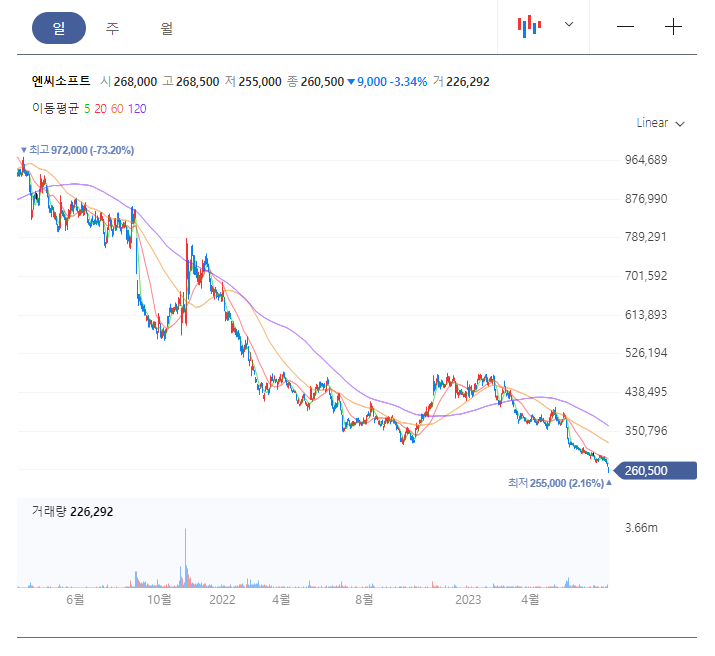 일 주 월
엔씨소프트 시 268,000 고 268,500 저 255,000 종 260,500 ▼9,000 -3.34% 거 226,292
이동평균 5 20 60 120
Linear
▼최고 972,000 (-73.20%)
964,689
876,990
789,291
701,592
613,893
526,194
438,495
350,796
260,500
최저 255,000 (2.16%)▲
거래량 226,292
3.66m
6월 10월 2022 4월 8월 2023 4월